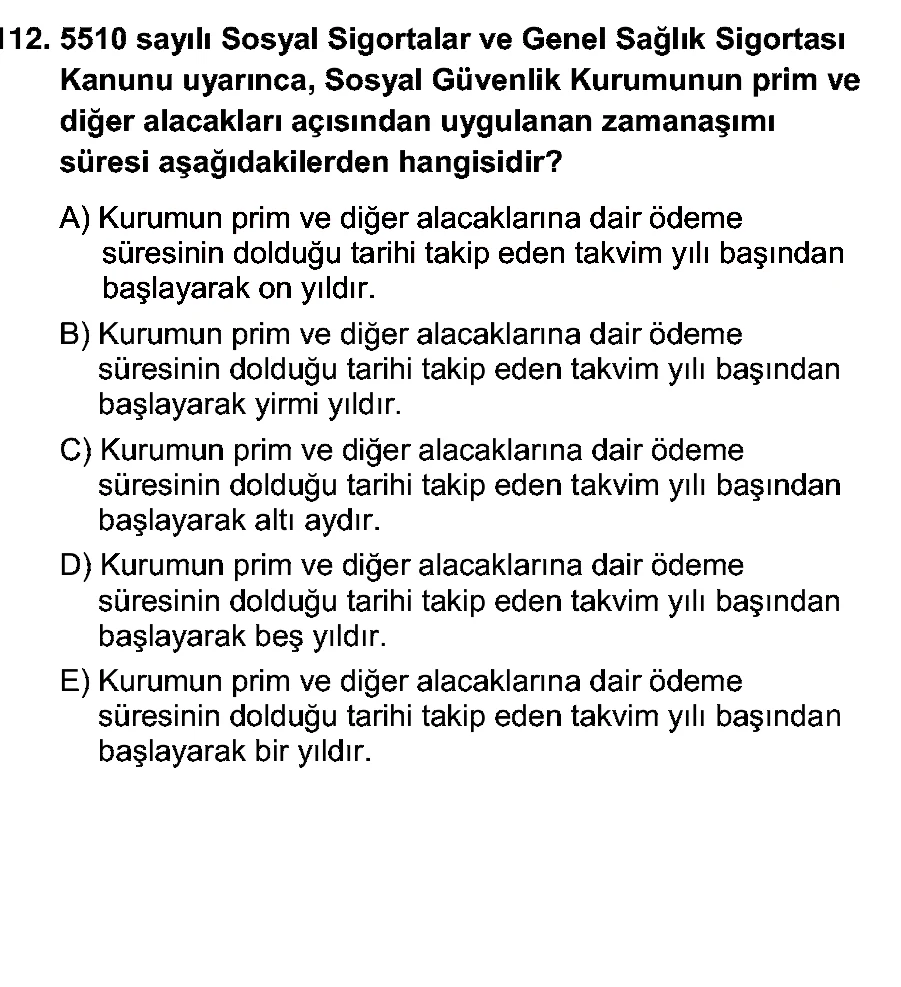 112. 5510 sayılı Sosyal Sigortalar ve Genel Sağlık Sigortası
Kanunu uyarınca, Sosyal Güvenlik Kurumunun prim ve
diğer alacakları açısından uygulanan zamanaşımı
süresi aşağıdakilerden hangisidir?
A) Kurumun prim ve diğer alacaklarına dair ödeme
süresinin dolduğu tarihi takip eden takvim yılı başından
başlayarak on yıldır.
B) Kurumun prim ve diğer alacaklarına dair ödeme
süresinin dolduğu tarihi takip eden takvim yılı başından
başlayarak yirmi yıldır.
C) Kurumun prim ve diğer alacaklarına dair ödeme
süresinin dolduğu tarihi takip eden takvim yılı başından
başlayarak altı aydır.
D) Kurumun prim ve diğer alacaklarına dair ödeme
süresinin dolduğu tarihi takip eden takvim yılı başından
başlayarak beş yıldır.
E) Kurumun prim ve diğer alacaklarına dair ödeme
süresinin dolduğu tarihi takip eden takvim yılı başından
başlayarak bir yıldır.